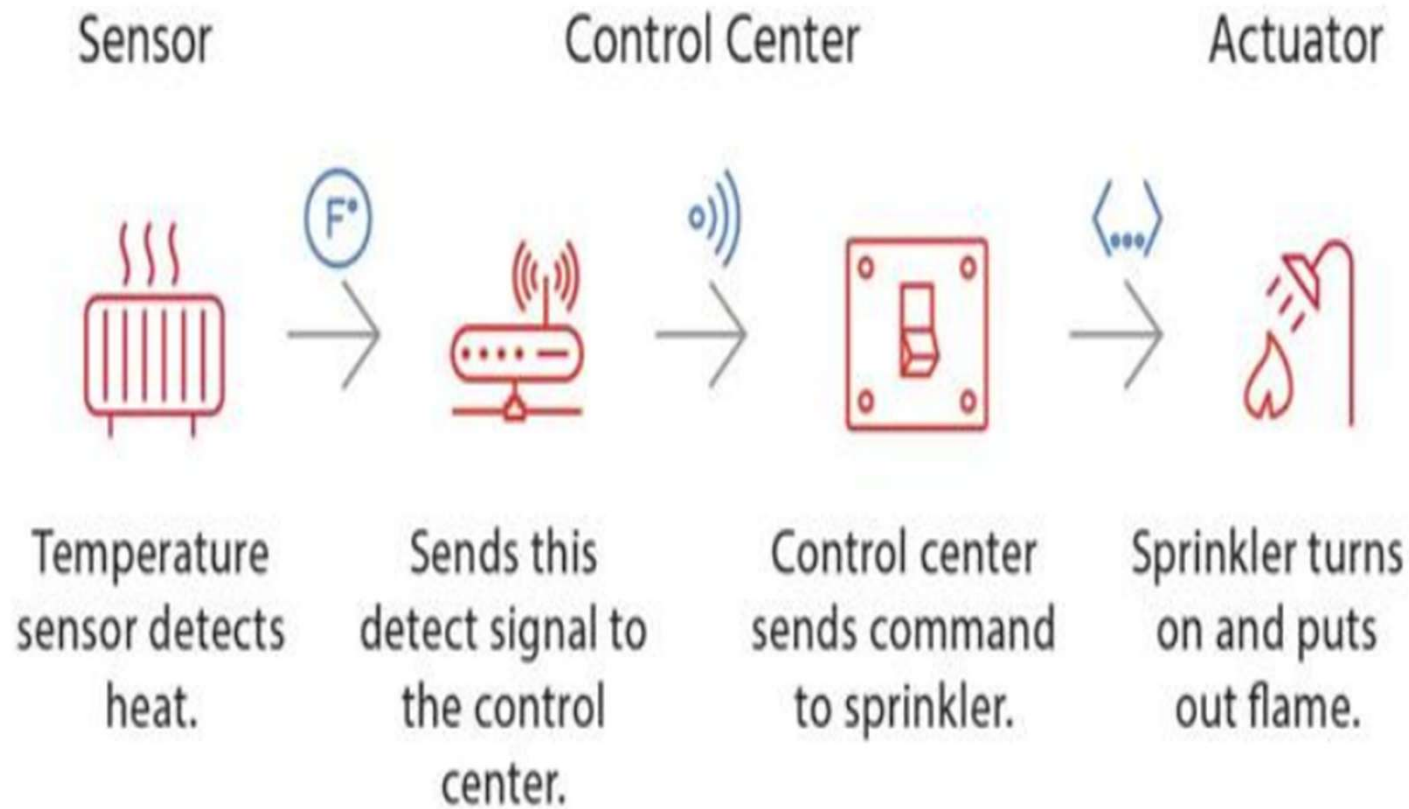 Sensor
Control Center
Actuator
F°
Temperature
sensor detects
heat.
Sends this
detect signal to
the control
center.
Control center
sends command
to sprinkler.
Sprinkler turns
on and puts
out flame.